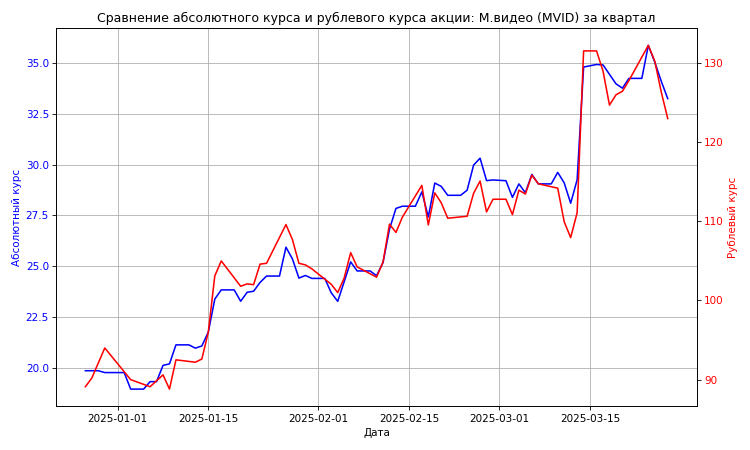 Сравнение абсолютного курса и рублевого курса акции: М.видео (MVID) за квартал
Абсолютный курс
35.0
32.5
30.0
27.5
25.0
22.5
20.0
130
120
110
100
90
Рублевый курс
2025-01-01 2025-01-15 2025-02-01 2025-02-15 2025-03-01 2025-03-15
Дата